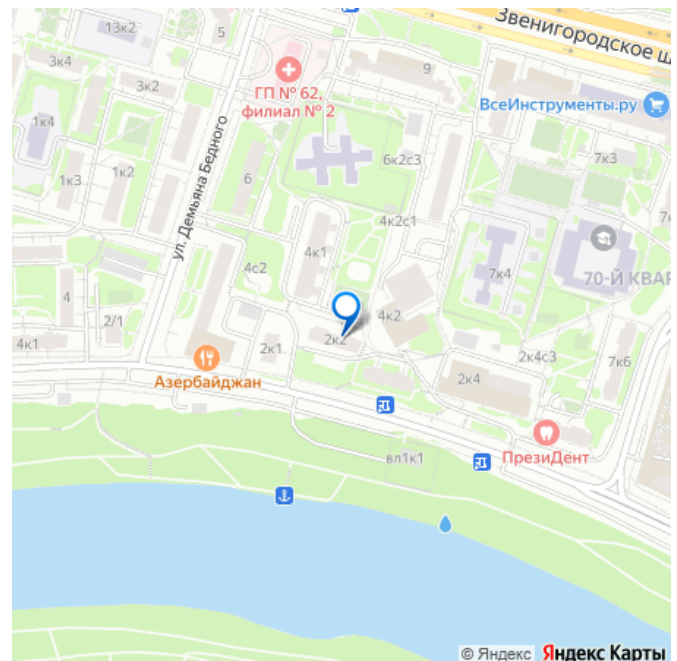 13к2
5
Звенигородское ш
3к4
3к2
ГП № 62,
филиал № 2
9
ВсеИнструменты.ру
1к4
1к3
1к2
ул. Демьяна Бедного
6
6к2с3
7к3
4к2с1
7к
4к1
4с2
7к4
70-Й КВАР
4
2/1
4к2
4к1
2к1
2к2
2к4с3
7к6
Азербайджан
2к4
вл1к1
ПрезиДент
© Яндекс Яндекс Карты